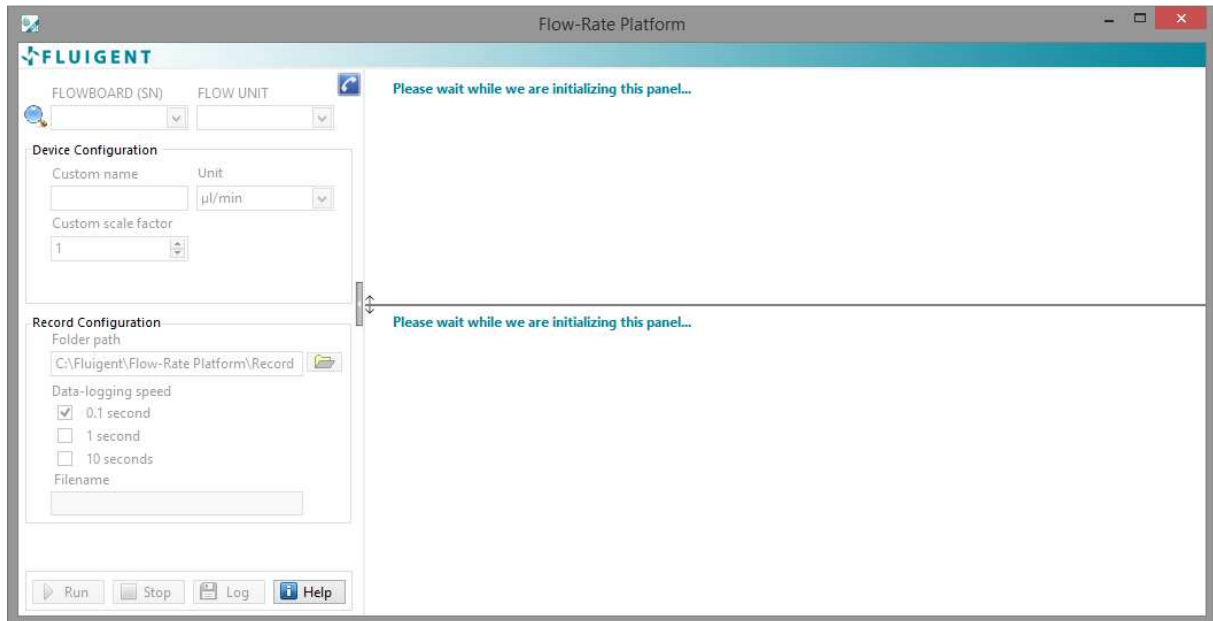 Flow-Rate Platform
FLUIGENT
FLOWBOARD (SN) FLOW UNIT
Device Configuration
Custom name Unit
µl/min
Custom scale factor
1
Record Configuration
Folder path
C:\Fluigent\Flow-Rate Platform\Record
Data-logging speed
0.1 second
1 second
10 seconds
Filename
Run Stop Log Help
Please wait while we are initializing this panel...
Please wait while we are initializing this panel...